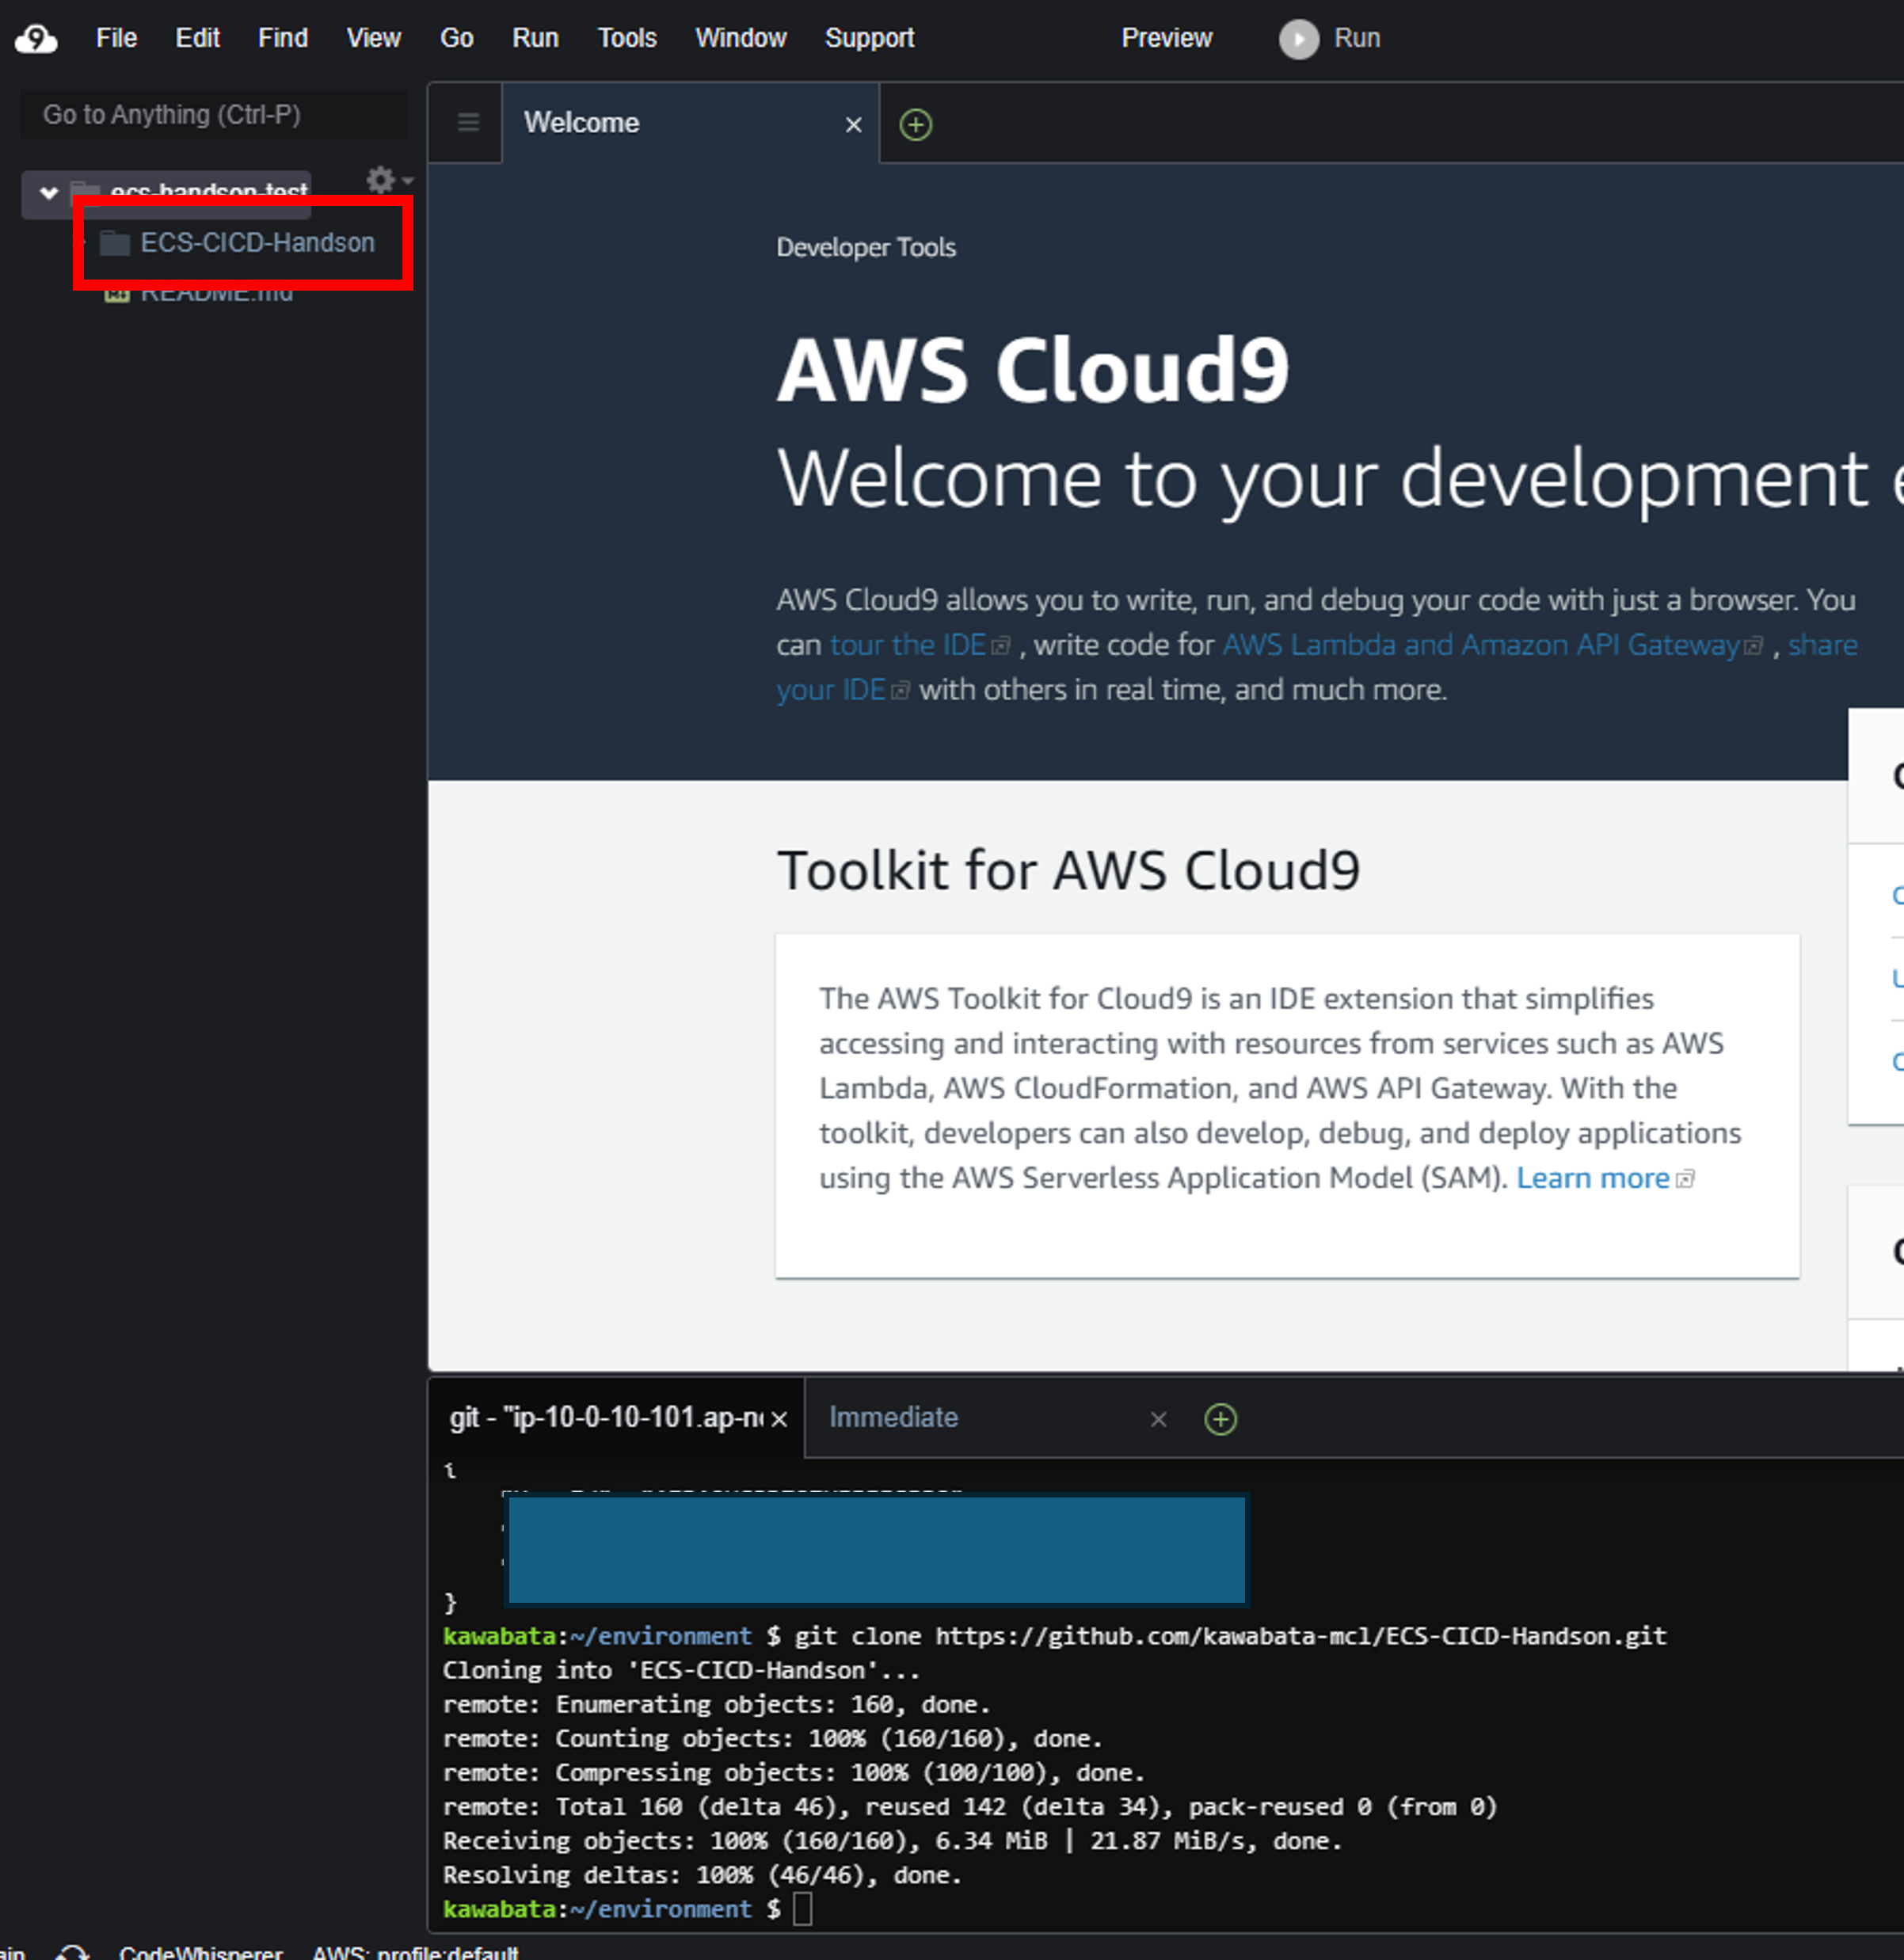 File Edit Find View Go Run Tools Window Support Preview Run
Go to Anything (Ctrl-P)
ecs-handson-test
ECS-CICD-Handson
README.md
Welcome
Developer Tools
AWS Cloud9
Welcome to your development
AWS Cloud9 allows you to write, run, and debug your code with just a browser. You
can tour the IDE , write code for AWS Lambda and Amazon API Gateway , share
your IDE with others in real time, and much more.
Toolkit for AWS Cloud9
The AWS Toolkit for Cloud9 is an IDE extension that simplifies
accessing and interacting with resources from services such as AWS
Lambda, AWS CloudFormation, and AWS API Gateway. With the
toolkit, developers can also develop, debug, and deploy applications
using the AWS Serverless Application Model (SAM). Learn more
git - "ip-10-0-10-101.ap-n Immediate
}
kawabata:~/environment $ git clone https://github.com/kawabata-mcl/ECS-CICD-Handson.git
Cloning into 'ECS-CICD-Handson'...
remote: Enumerating objects: 160, done.
remote: Counting objects: 100% (160/160), done.
remote: Compressing objects: 100% (100/100), done.
remote: Total 160 (delta 46), reused 142 (delta 34), pack-reused 0 (from 0)
Receiving objects: 100% (160/160), 6.34 MiB | 21.87 MiB/s, done.
Resolving deltas: 100% (46/46), done.
kawabata:~/environment $
CodeWhisperer AWS: profile:default